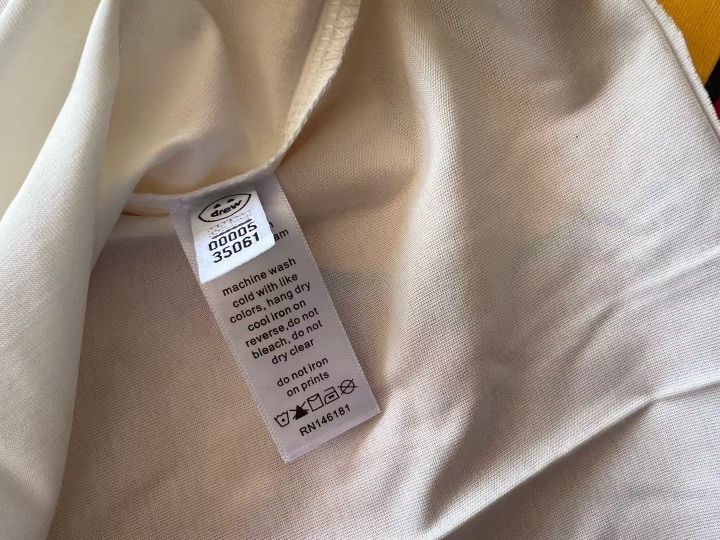 drew
00005
35061
am
machine wash
cold with like
colors, hang dry
cool iron on
reverse,do not
bleach, do not
dry clear
do not iron
on prints
RN146181